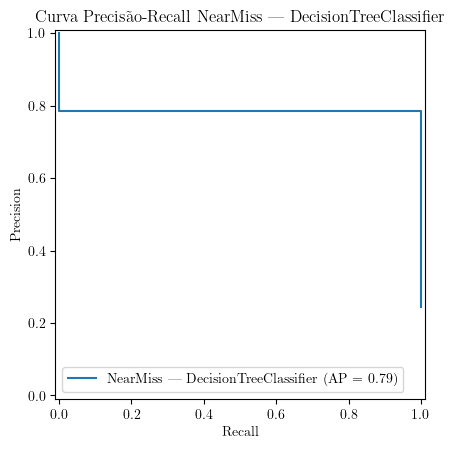 Curva Precisão-Recall NearMiss — DecisionTreeClassifier
1.0
0.8
0.6
0.4
0.2
0.0
Precision
NearMiss — DecisionTreeClassifier (AP = 0.79)
0.0 0.2 0.4 0.6 0.8 1.0
Recall